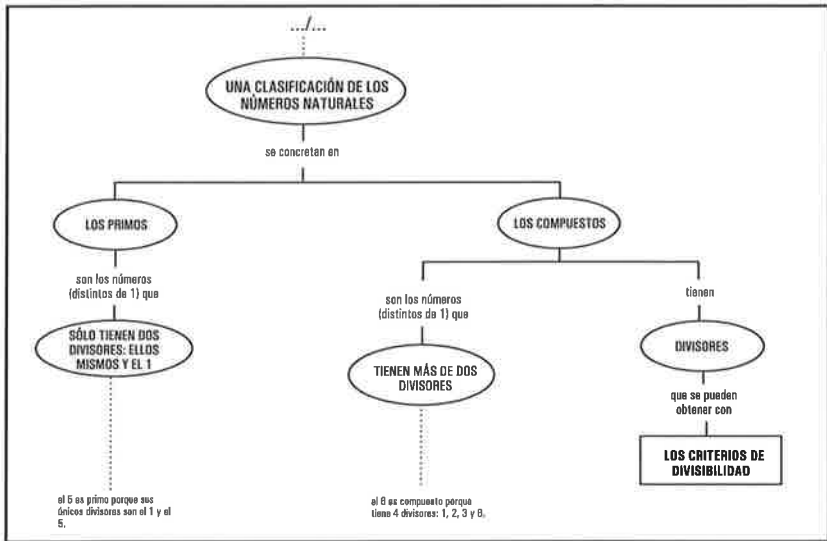 ..../....
UNA CLASIFICACIÓN DE LOS
NÚMEROS NATURALES
se concretan en
LOS PRIMOS
LOS COMPUESTOS
son los números
(distintos de 1) que
son los números
(distintos de 1) que
tienen
SÓLO TIENEN DOS
DIVISORES: ELLOS
MISMOS Y EL 1
TIENEN MÁS DE DOS
DIVISORES
DIVISORES
que se pueden
obtener con
LOS CRITERIOS DE
DIVISIBILIDAD
el 5 es primo porque sus
únicos divisores son el 1 y el
5.
el 6 es compuesto porque
tiene 4 divisores: 1, 2, 3 y 6.